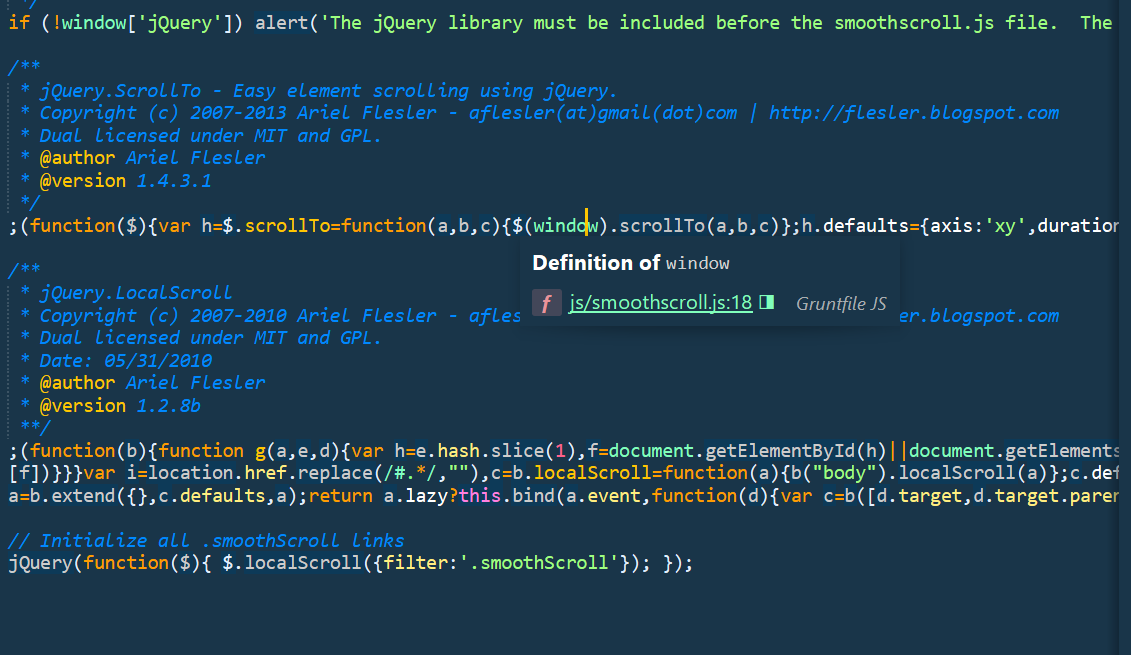 */
if (!window['jQuery']) alert('The jQuery library must be included before the smoothscroll.js file.  The
/**
* jQuery.ScrollTo - Easy element scrolling using jQuery.
* Copyright (c) 2007-2013 Ariel Flesler - aflesler(at)gmail(dot)com | http://flesler.blogspot.com
* Dual licensed under MIT and GPL.
* @author Ariel Flesler
* @version 1.4.3.1
*/
;(function($){var h=$.scrollTo=function(a,b,c){$(window).scrollTo(a,b,c)};h.defaults={axis:'xy',duration
Definition of window
f js/smoothscroll.js:18 Gruntfile JS
/**
* jQuery.LocalScroll
* Copyright (c) 2007-2010 Ariel Flesler - afles er.blogspot.com
* Dual licensed under MIT and GPL.
* Date: 05/31/2010
* @author Ariel Flesler
* @version 1.2.8b
**/
;(function(b){function g(a,e,d){var h=e.hash.slice(1),f=document.getElementById(h)||document.getElements
[f])}}}var i=location.href.replace(/#.*/,""),c=b.localScroll=function(a){b("body").localScroll(a)};c.def
a=b.extend({},c.defaults,a);return a.lazy?this.bind(a.event,function(d){var c=b([d.target,d.target.paren
// Initialize all .smoothScroll links
jQuery(function($){ $.localScroll({filter:'.smoothScroll'}); });